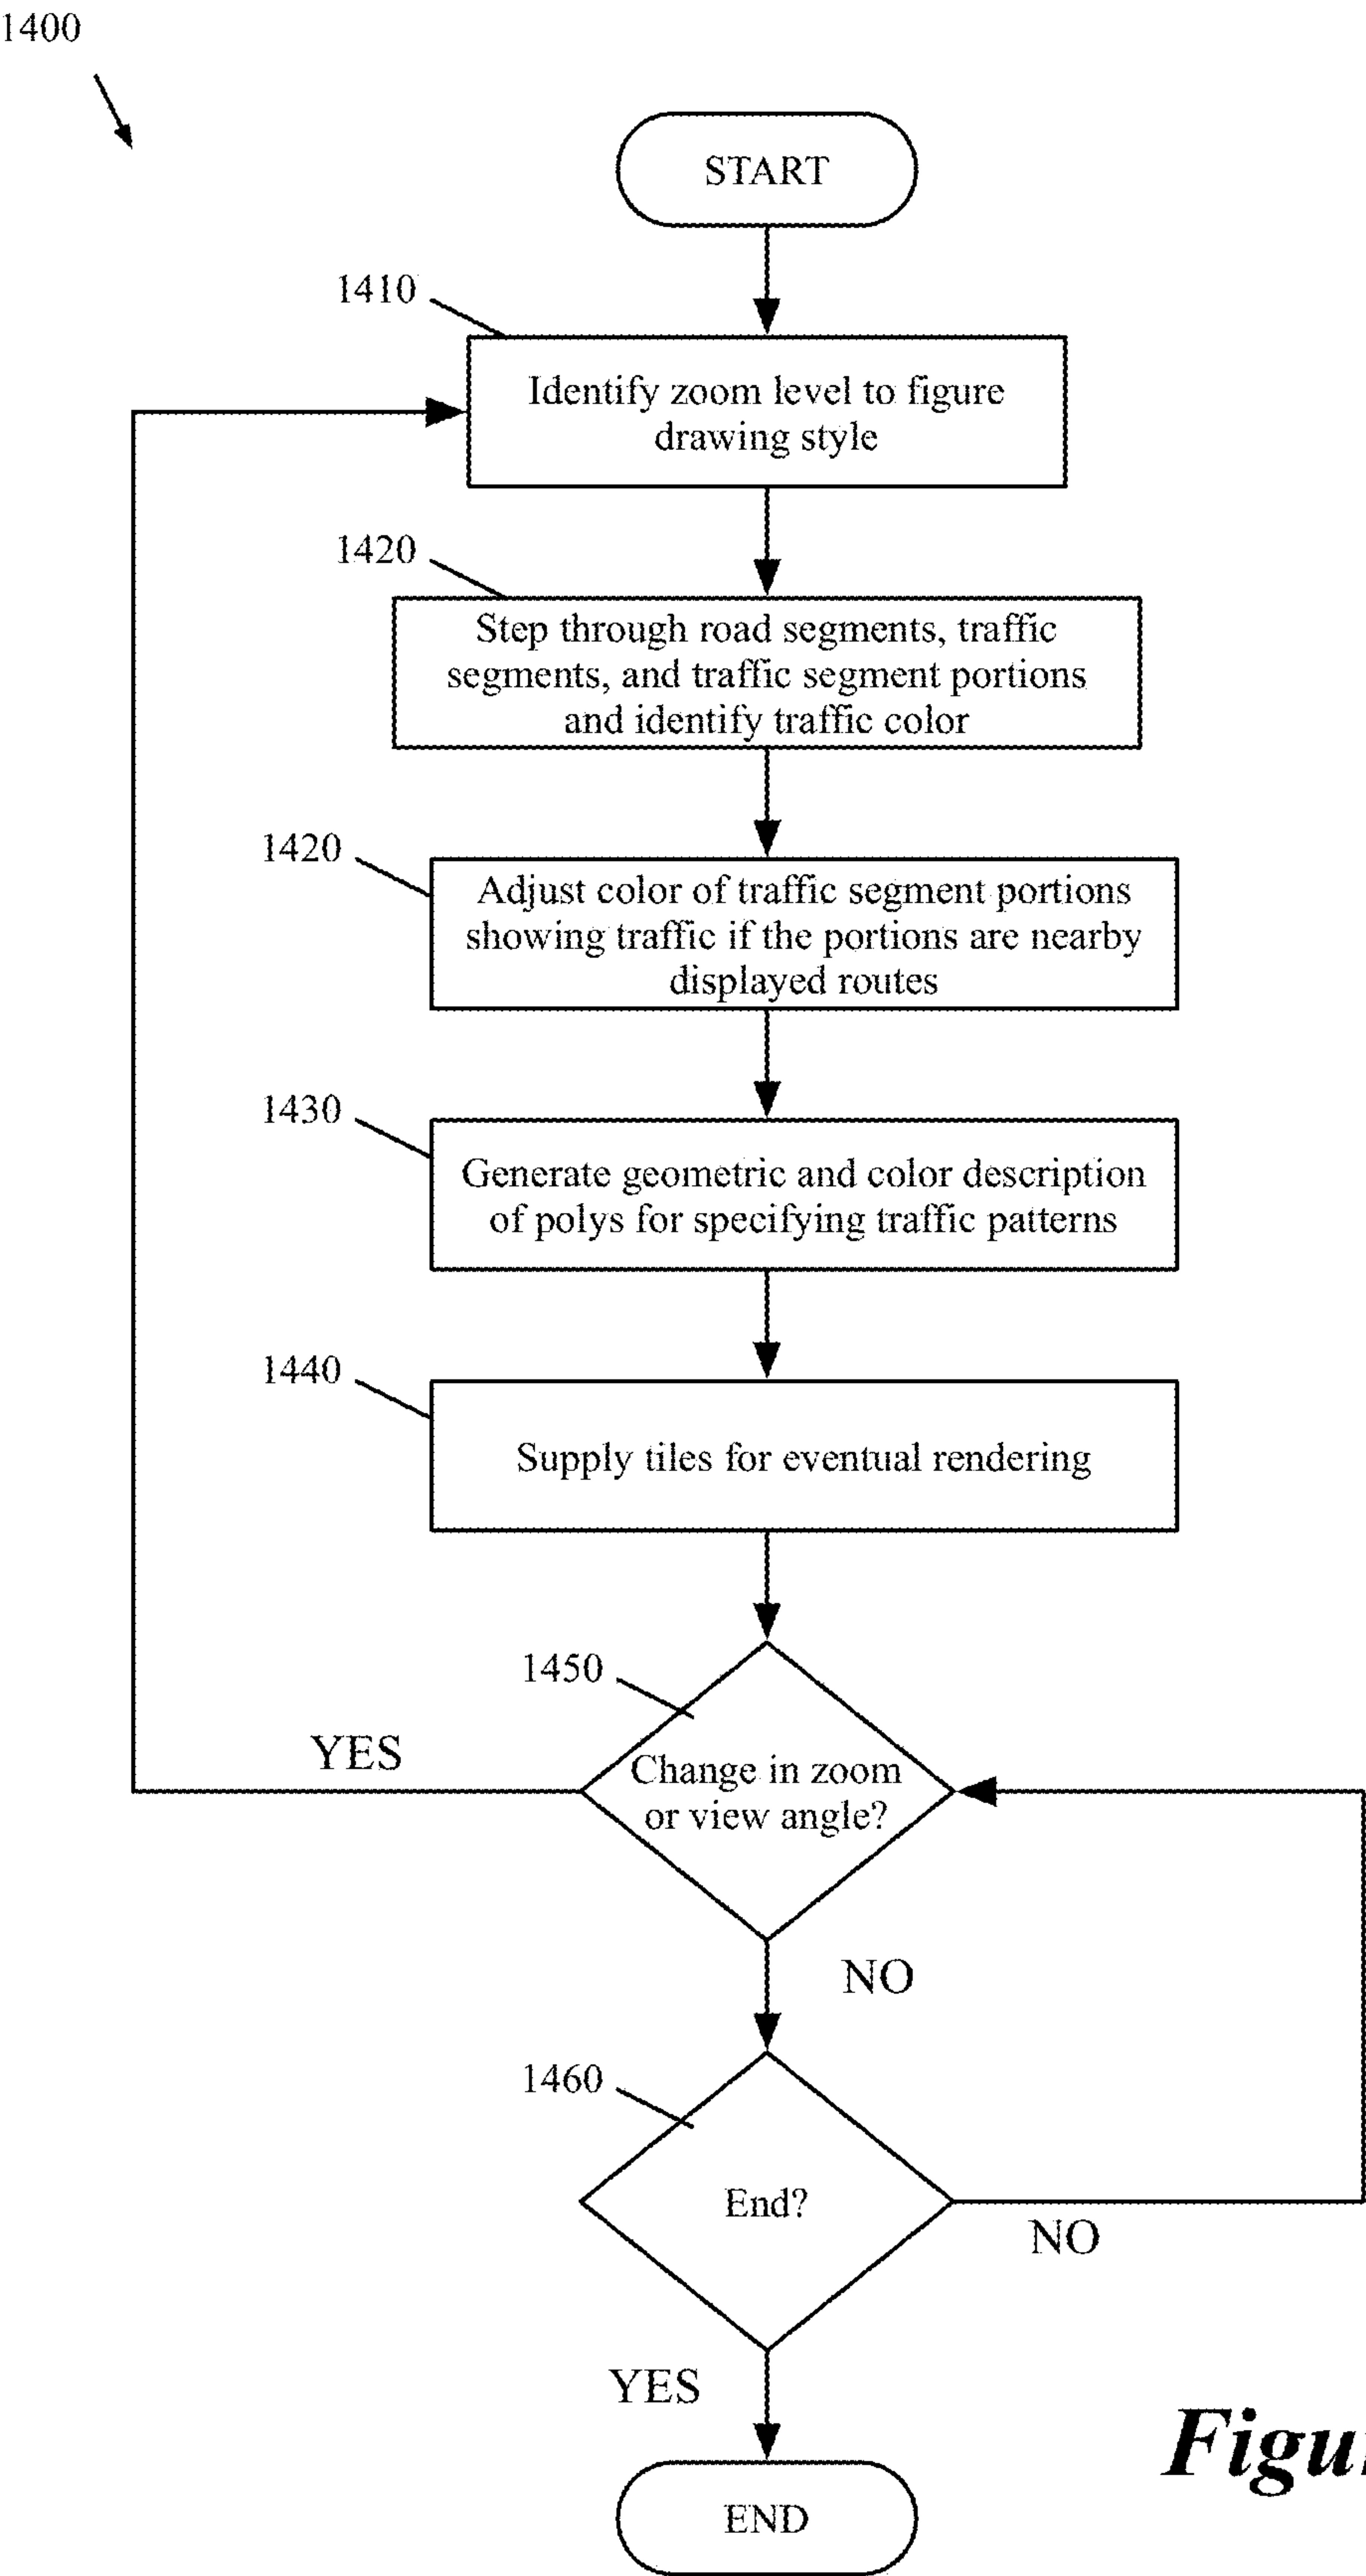 1400
START
1410
Identify zoom level to figure
drawing style
1420
Step through road segments, traffic
segments, and traffic segment portions
and identify traffic color
1420
Adjust color of traffic segment portions
showing traffic if the portions are nearby
displayed routes
1430
Generate geometric and color description
of polys for specifying traffic patterns
1440
Supply tiles for eventual rendering
1450
YES
Change in zoom
or view angle?
NO
1460
End?
NO
YES
END